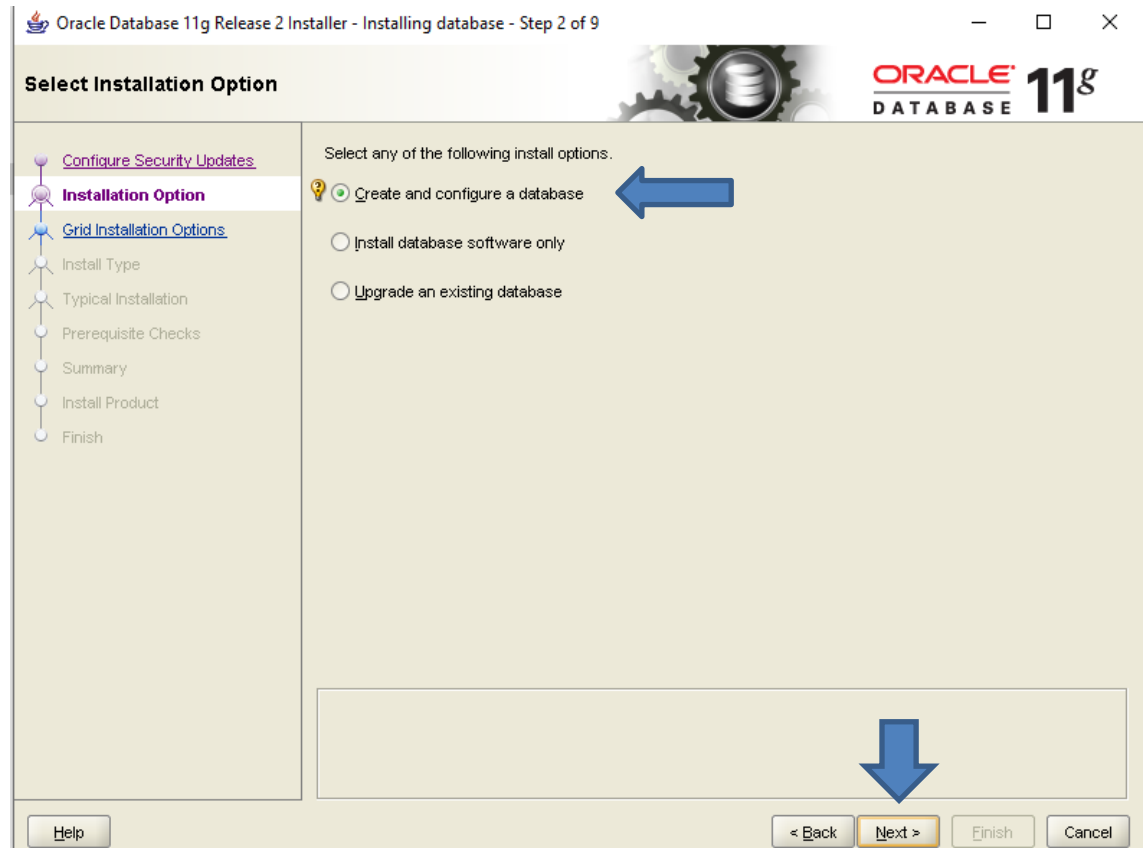 Oracle Database 11g Release 2 Installer - Installing database - Step 2 of 9
Select Installation Option
ORACLE
DATABASE
11g
Configure Security Updates
Installation Option
Grid Installation Options
Install Type
Typical Installation
Prerequisite Checks
Summary
Install Product
Finish
Select any of the following install options.
Create and configure a database
Install database software only
Upgrade an existing database
Help
< Back
Next >
Finish
Cancel